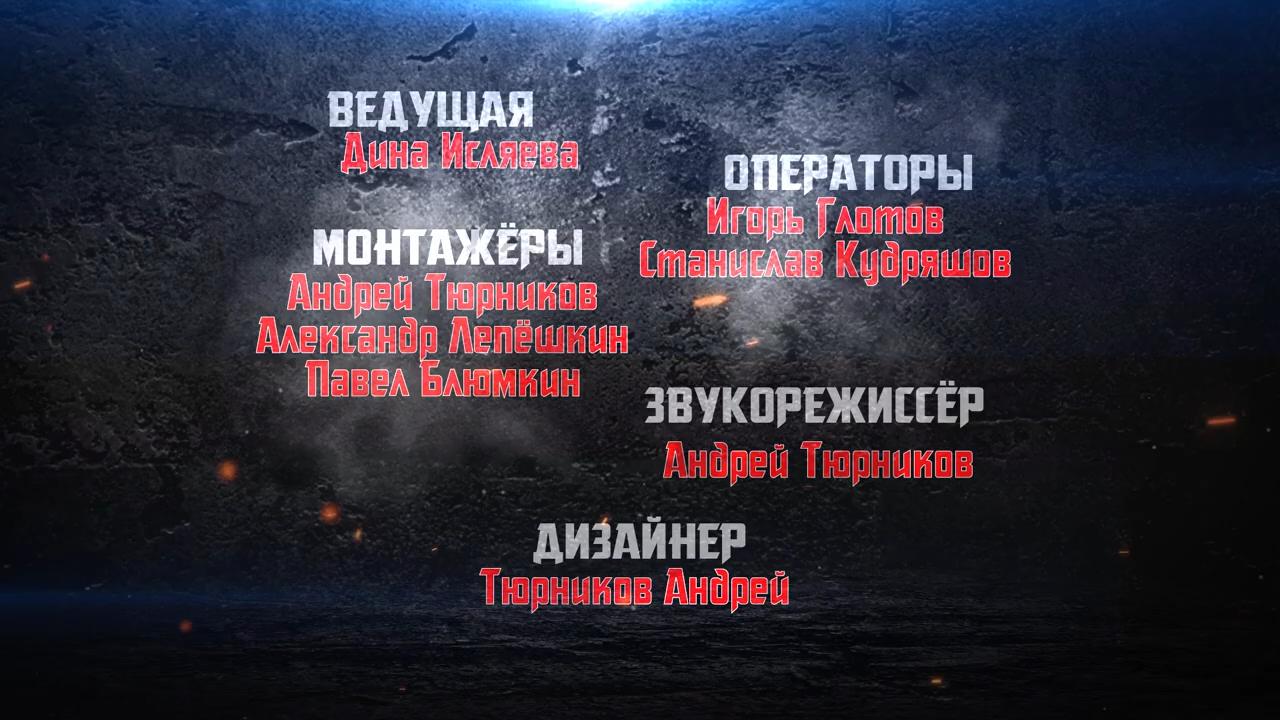 ВЕДУЩАЯ
Дина Исляева
МОНТАЖЁРЫ
Андрей Тюрников
Александр Лепёшкин
Павел Блюмкин
ОПЕРАТОРЫ
Игорь Глотов
Станислав Кудряшов
ЗВУКОРЕЖИССЁР
Андрей Тюрников
ДИЗАЙНЕР
Тюрников Андрей